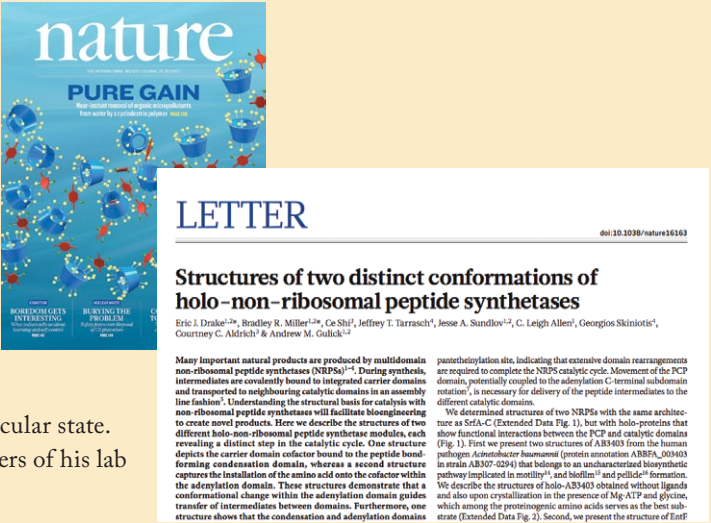 nature
THE INTERNATIONAL WEEKLY JOURNAL OF SCIENCE
PURE GAIN
Near-instant removal of organic micropollutants
from water by a cyclodextrin polymer PAGE 190
BOREDOM GETS
INTERESTING
BURYING THE
PROBLEM
LETTER
doi:10.1038/nature16163
Structures of two distinct conformations of
holo-non-ribosomal peptide synthetases
Eric J. Drake1,2*, Bradley R. Miller1,2*, Ce Shi3, Jeffrey T. Tarrasch4, Jesse A. Sundlov1,2, C. Leigh Allen1, Georgios Skiniotis4,
Courtney C. Aldrich3 & Andrew M. Gulick1,2
Many important natural products are produced by multidomain
non-ribosomal peptide synthetases (NRPSs)1–4. During synthesis,
intermediates are covalently bound to integrated carrier domains
and transported to neighbouring catalytic domains in an assembly
line fashion5. Understanding the structural basis for catalysis with
non-ribosomal peptide synthetases will facilitate bioengineering
to create novel products. Here we describe the structures of two
different holo-non-ribosomal peptide synthetase modules, each
revealing a distinct step in the catalytic cycle. One structure
depicts the carrier domain cofactor bound to the peptide bond-
forming condensation domain, whereas a second structure
captures the installation of the amino acid onto the cofactor within
the adenylation domain. These structures demonstrate that a
conformational change within the adenylation domain guides
transfer of intermediates between domains. Furthermore, one
structure shows that the condensation and adenylation domains
pantetheinylation site, indicating that extensive domain rearrangements
are required to complete the NRPS catalytic cycle. Movement of the PCP
domain, potentially coupled to the adenylation C-terminal subdomain
rotation7, is necessary for delivery of the peptide intermediates to the
different catalytic domains.
We determined structures of two NRPSs with the same architec-
ture as SrfA-C (Extended Data Fig. 1), but with holo-proteins that
show functional interactions between the PCP and catalytic domains
(Fig. 1). First we present two structures of AB3403 from the human
pathogen Acinetobacter baumannii (protein annotation ABBFA_003403
in strain AB307-0294) that belongs to an uncharacterized biosynthetic
pathway implicated in motility14, and biofilm15 and pellicle16 formation.
We describe the structures of holo-AB3403 obtained without ligands
and also upon crystallization in the presence of Mg-ATP and glycine,
which among the proteinogenic amino acids serves as the best sub-
strate (Extended Data Fig. 2). Second, we present the structure of EntF
cular state.
ers of his lab